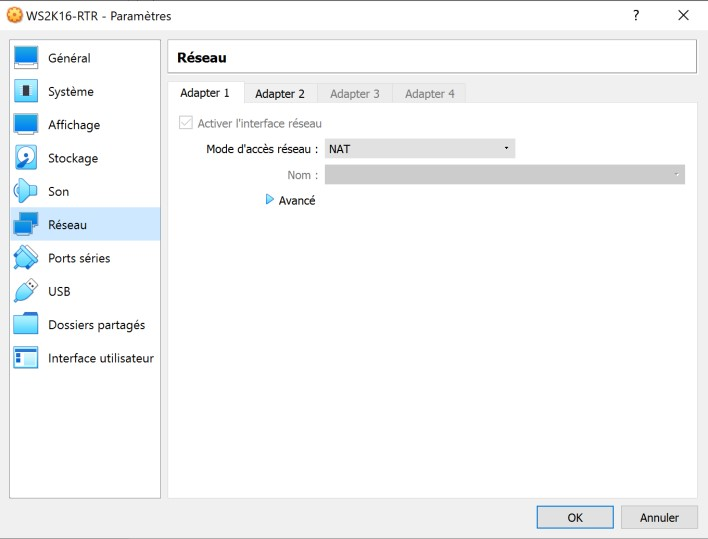 WS2K16-RTR - Paramètres
?
Général
Système
Affichage
Stockage
Son
Réseau
Ports séries
USB
Dossiers partagés
Interface utilisateur
Réseau
Adapter 1 Adapter 2 Adapter 3 Adapter 4
Activer l'interface réseau
Mode d'accès réseau : NAT
Nom :
Avancé
OK Annuler